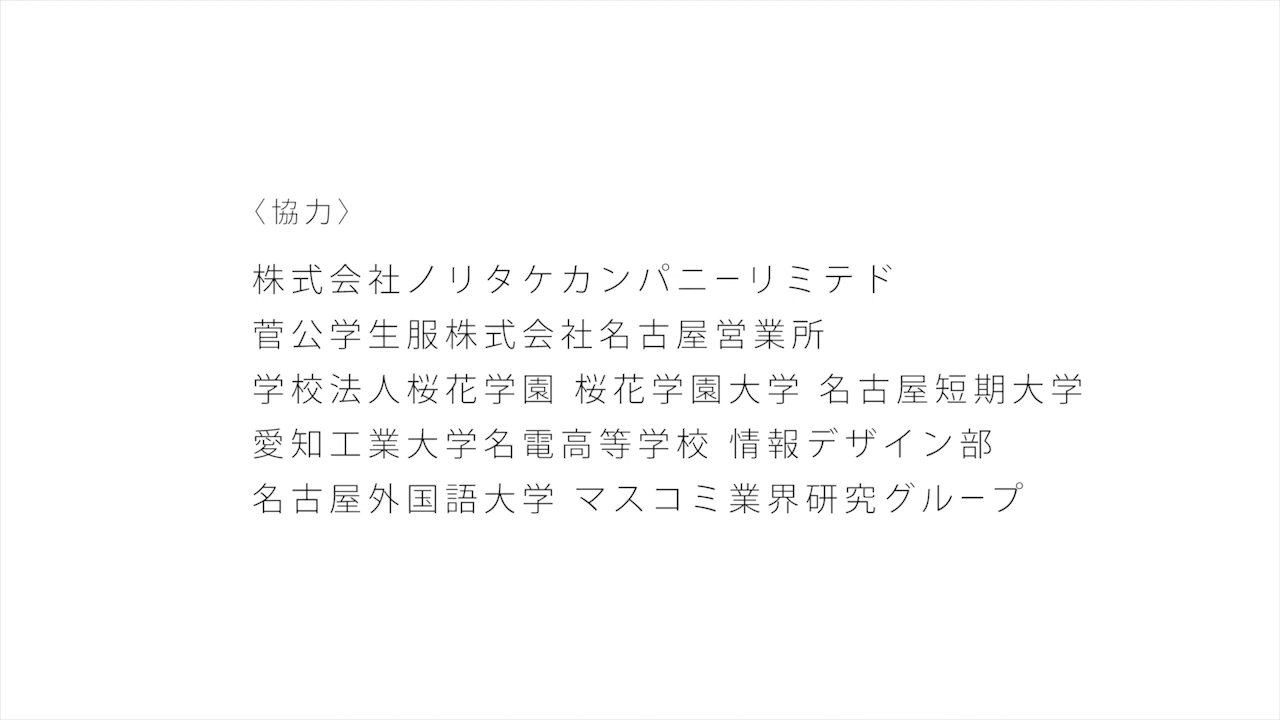 〈協力〉
株式会社ノリタケカンパニーリミテド
菅公学生服株式会社名古屋営業所
学校法人桜花学園 桜花学園大学 名古屋短期大学
愛知工業大学名電高等学校 情報デザイン部
名古屋外国語大学 マスコミ業界研究グループ